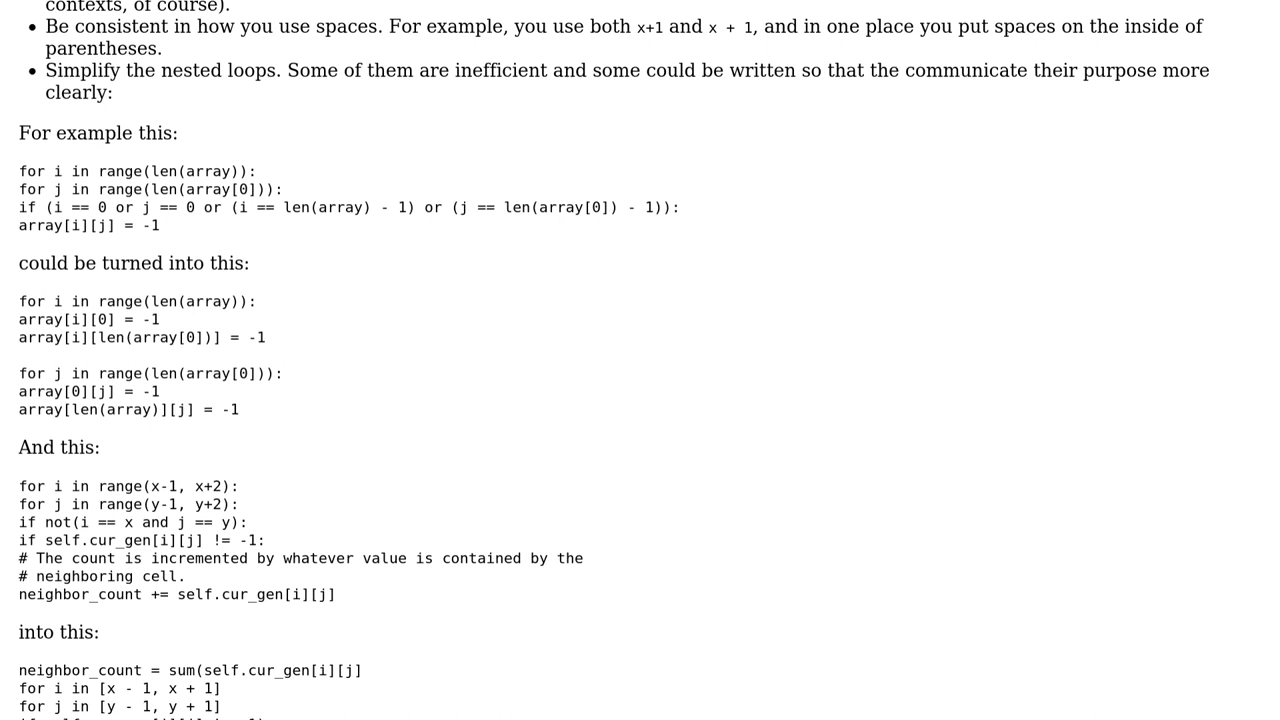 contexts, of course).
• Be consistent in how you use spaces. For example, you use both x+1 and x + 1, and in one place you put spaces on the inside of
parentheses.
• Simplify the nested loops. Some of them are inefficient and some could be written so that the communicate their purpose more
clearly:
For example this:
for i in range(len(array)):
for j in range(len(array[0])):
if (i == 0 or j == 0 or (i == len(array) - 1) or (j == len(array[0]) - 1)):
array[i][j] = -1
could be turned into this:
for i in range(len(array)):
array[i][0] = -1
array[i][len(array[0])] = -1
for j in range(len(array[0])):
array[0][j] = -1
array[len(array)][j] = -1
And this:
for i in range(x-1, x+2):
for j in range(y-1, y+2):
if not(i == x and j == y):
if self.cur_gen[i][j] != -1:
# The count is incremented by whatever value is contained by the
# neighboring cell.
neighbor_count += self.cur_gen[i][j]
into this:
neighbor_count = sum(self.cur_gen[i][j]
for i in [x - 1, x + 1]
for j in [y - 1, y + 1]